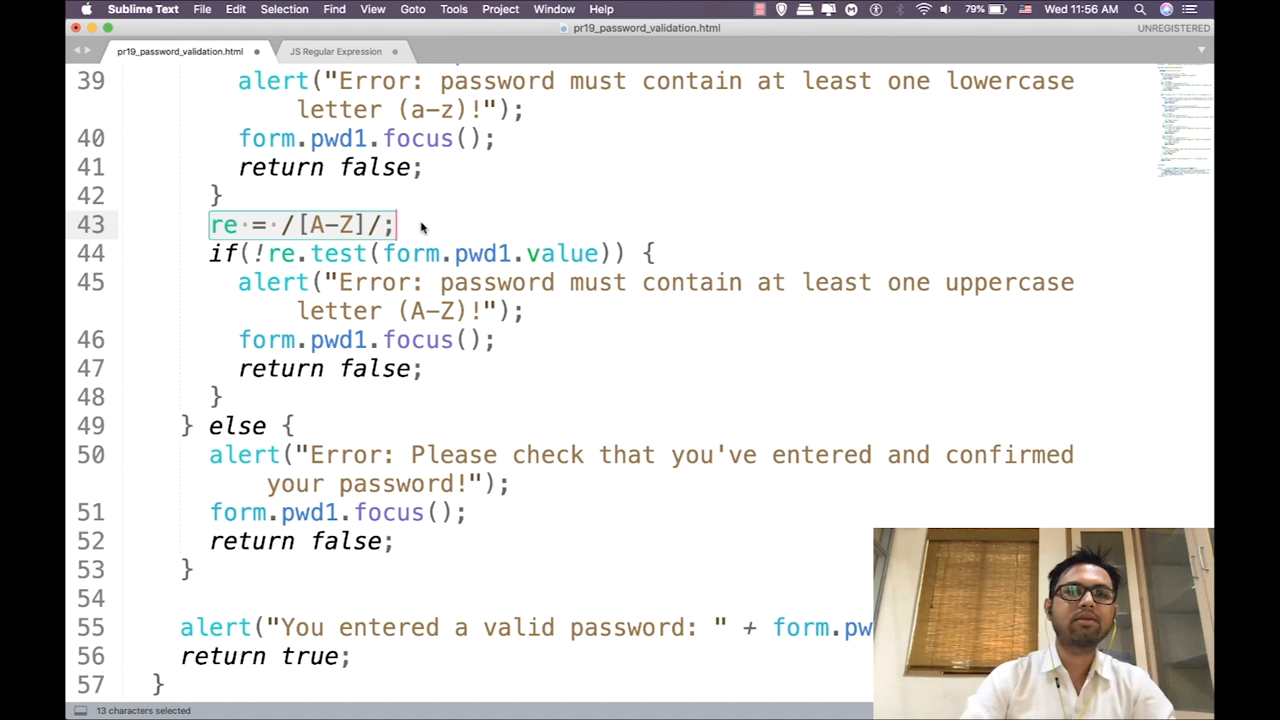 Sublime Text File Edit Selection Find View Goto Tools Project Window Help 79% Wed 11:56 AM
pr19_password_validation.html UNREGISTERED
pr19_password_validation.html JS Regular Expression
39 alert("Error: password must contain at least one lowercase
letter (a-z)!");
40 form.pwd1.focus();
41 return false;
42 }
43 re = /[A-Z]/;
44 if(!re.test(form.pwd1.value)) {
45 alert("Error: password must contain at least one uppercase
letter (A-Z)!");
46 form.pwd1.focus();
47 return false;
48 }
49 } else {
50 alert("Error: Please check that you've entered and confirmed
your password!");
51 form.pwd1.focus();
52 return false;
53 }
54
55 alert("You entered a valid password: " + form.pw
56 return true;
57 }
13 characters selected